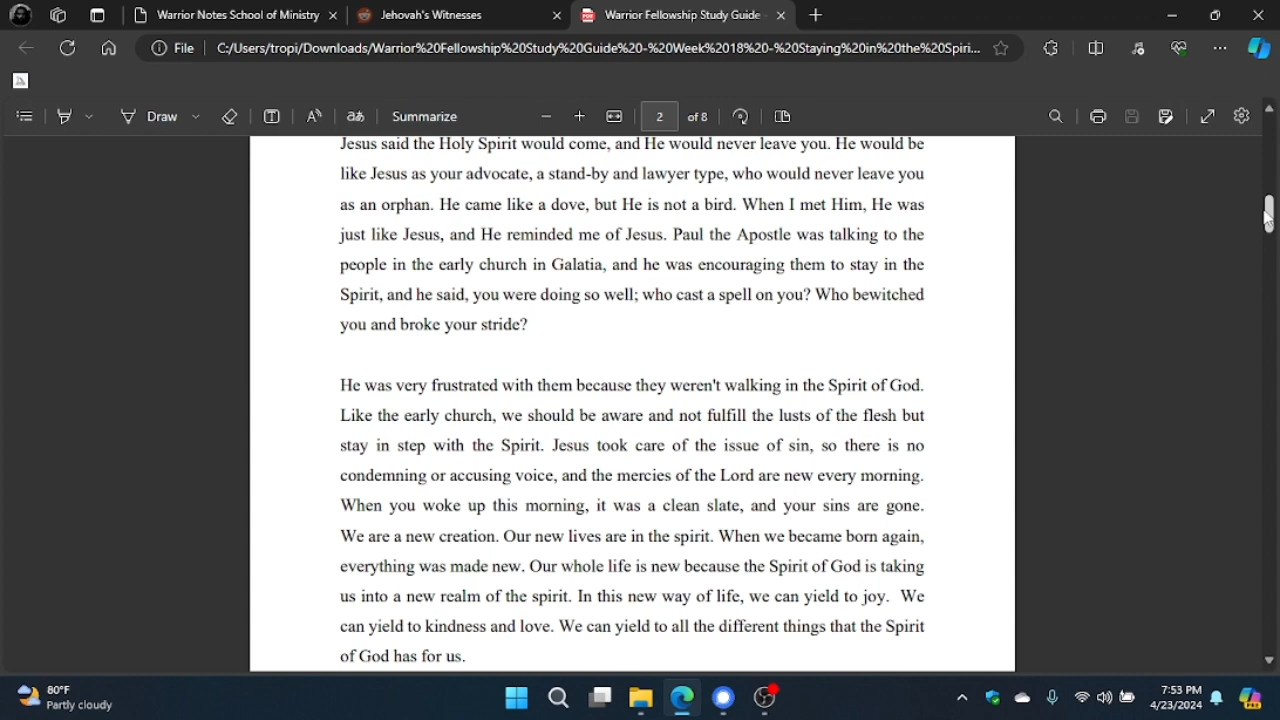 Warrior Notes School of Ministry
Jehovah's Witnesses
Warrior Fellowship Study Guide -
File
C:/Users/tropi/Downloads/Warrior%20Fellowship%20Study%20Guide%20-%20Week%2018%20-%20Staying%20in%20the%20Spiri...
Draw
aあ
Summarize
2 of 8
Jesus said the Holy Spirit would come, and He would never leave you. He would be
like Jesus as your advocate, a stand-by and lawyer type, who would never leave you
as an orphan. He came like a dove, but He is not a bird. When I met Him, He was
just like Jesus, and He reminded me of Jesus. Paul the Apostle was talking to the
people in the early church in Galatia, and he was encouraging them to stay in the
Spirit, and he said, you were doing so well; who cast a spell on you? Who bewitched
you and broke your stride?
He was very frustrated with them because they weren't walking in the Spirit of God.
Like the early church, we should be aware and not fulfill the lusts of the flesh but
stay in step with the Spirit. Jesus took care of the issue of sin, so there is no
condemning or accusing voice, and the mercies of the Lord are new every morning.
When you woke up this morning, it was a clean slate, and your sins are gone.
We are a new creation. Our new lives are in the spirit. When we became born again,
everything was made new. Our whole life is new because the Spirit of God is taking
us into a new realm of the spirit. In this new way of life, we can yield to joy. We
can yield to kindness and love. We can yield to all the different things that the Spirit
of God has for us.
80°F
Partly cloudy
7:53 PM
4/23/2024